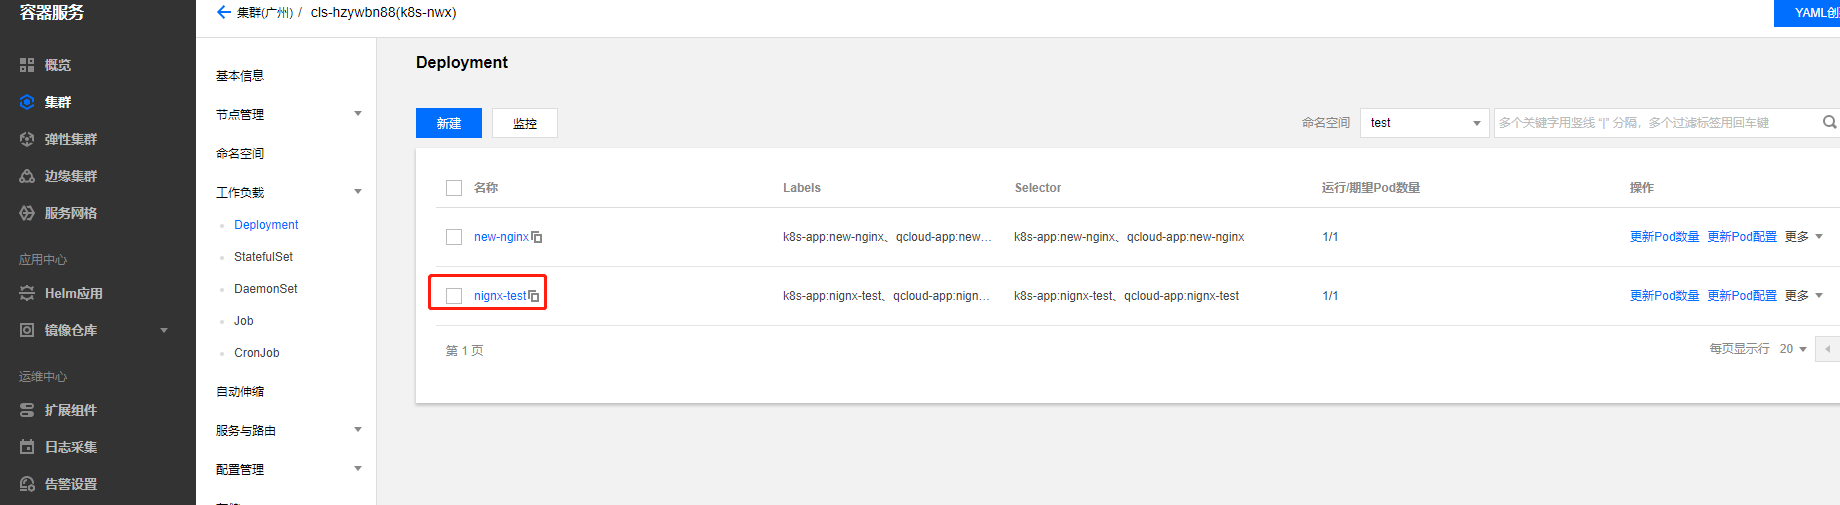 容器服务
集群(广州) / cls-hzywbn88(k8s-nwx)
YAML创
概览
集群
弹性集群
边缘集群
服务网格
应用中心
Helm应用
镜像仓库
运维中心
扩展组件
日志采集
告警设置
基本信息
节点管理
命名空间
工作负载
Deployment
StatefulSet
DaemonSet
Job
CronJob
自动伸缩
服务与路由
配置管理
Deployment
新建 监控 命名空间 test 多个关键字用竖线 "|" 分隔，多个过滤标签用回车键
名称 Labels Selector 运行/期望Pod数量 操作
new-nginx k8s-app:new-nginx、qcloud-app:new... k8s-app:new-nginx、qcloud-app:new-nginx 1/1 更新Pod数量 更新Pod配置 更多
nignx-test k8s-app:nignx-test、qcloud-app:nign... k8s-app:nignx-test、qcloud-app:nignx-test 1/1 更新Pod数量 更新Pod配置 更多
第 1 页 每页显示行 20